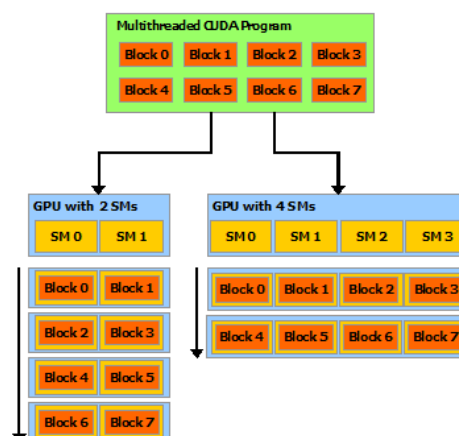 Multithreaded CUDA Program
Block 0 Block 1 Block 2 Block 3
Block 4 Block 5 Block 6 Block 7
GPU with 2 SMs
SM 0 SM 1
Block 0 Block 1
Block 2 Block 3
Block 4 Block 5
Block 6 Block 7
GPU with 4 SMs
SM 0 SM 1 SM 2 SM 3
Block 0 Block 1 Block 2 Block 3
Block 4 Block 5 Block 6 Block 7